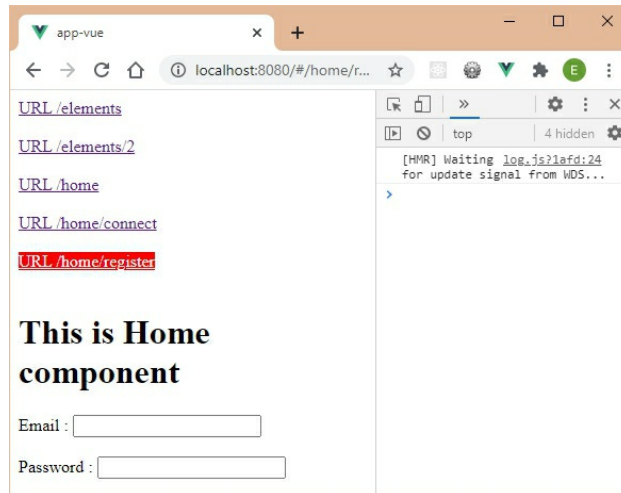 app-vue
localhost:8080/#/home/r...
E
URL /elements
URL /elements/2
URL /home
URL /home/connect
URL /home/register
This is Home
component
Email :
Password :
»
top
4 hidden
[HMR] Waiting log.js?1afd:24
for update signal from WDS...
>